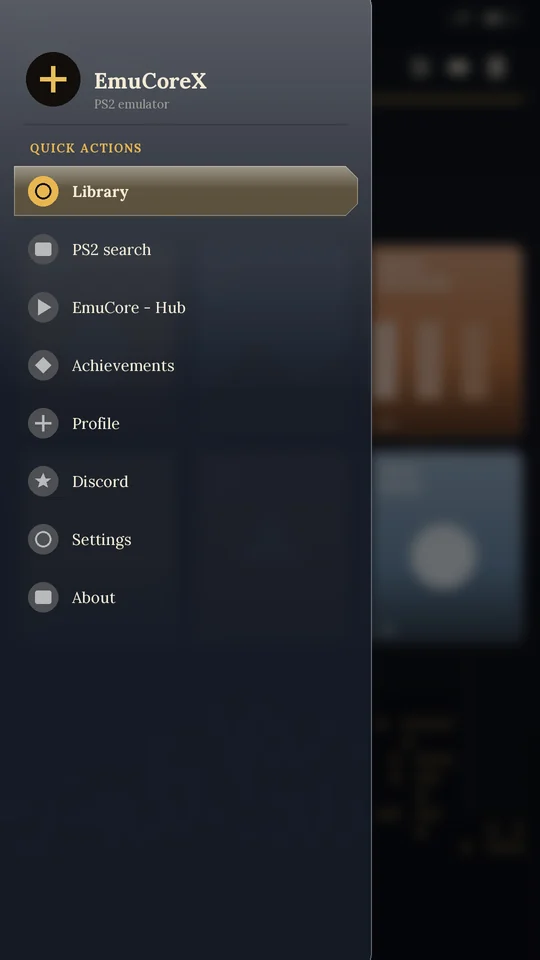 EmuCoreX
PS2 emulator
QUICK ACTIONS
Library
PS2 search
EmuCore - Hub
Achievements
Profile
Discord
Settings
About